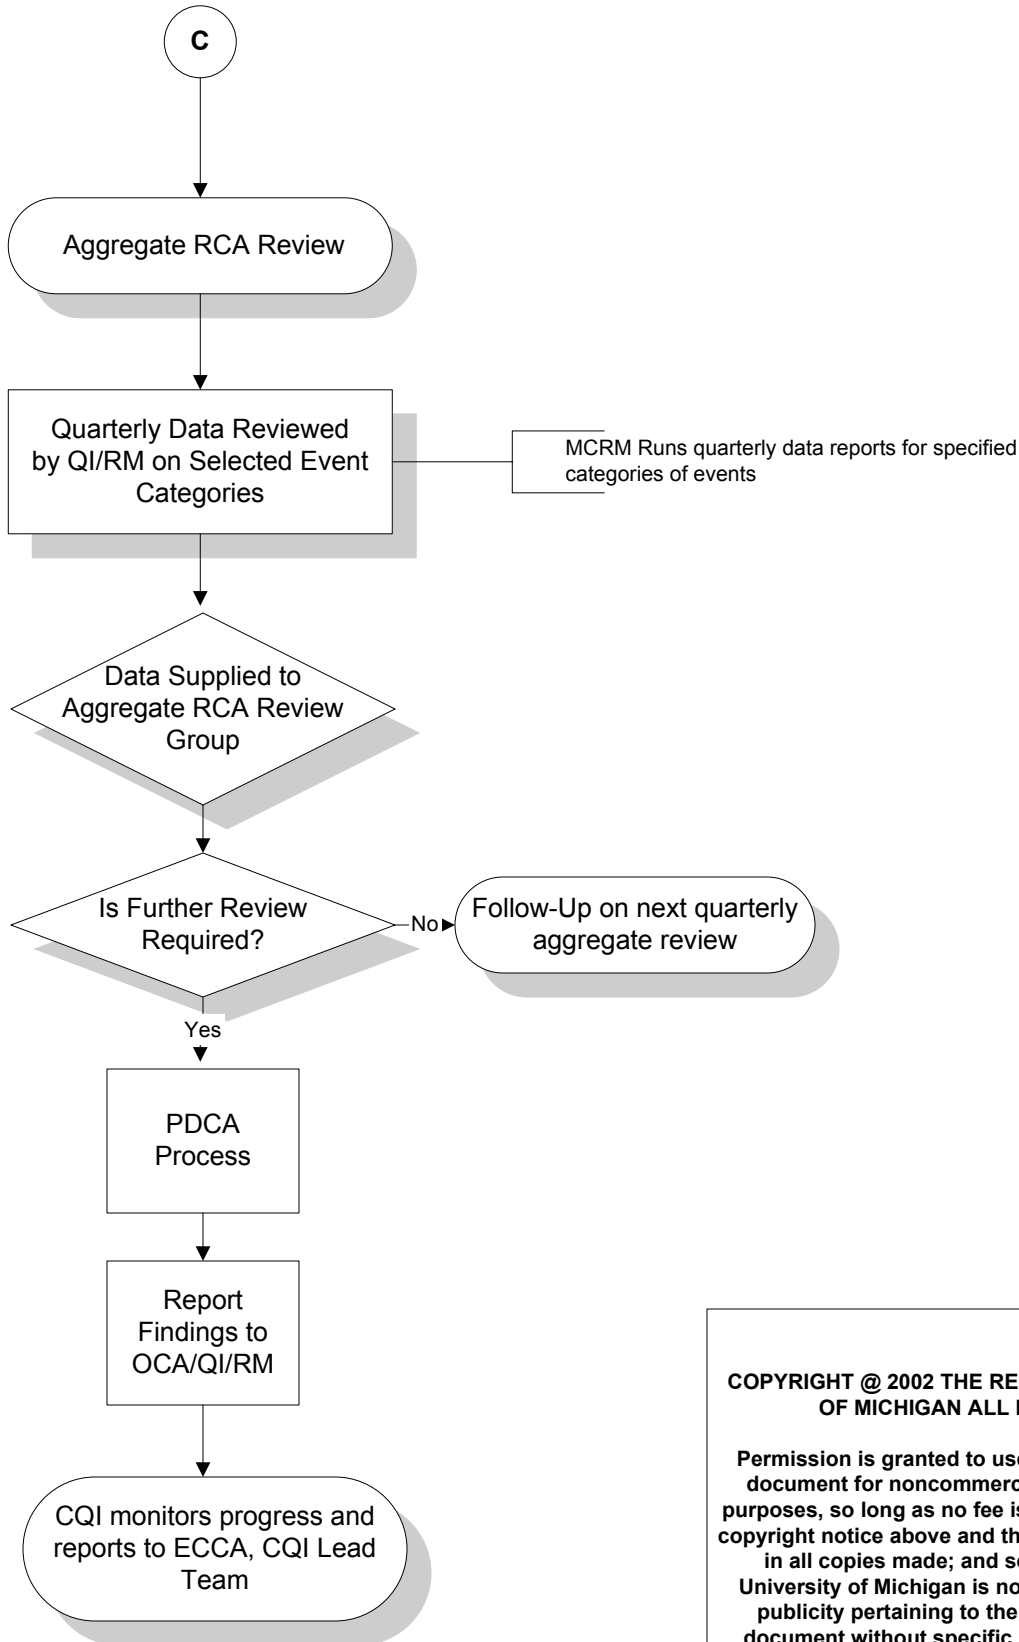 C
Aggregate RCA Review
Quarterly Data Reviewed
by QI/RM on Selected Event
Categories
MCRM Runs quarterly data reports for specified
categories of events
Data Supplied to
Aggregate RCA Review
Group
Is Further Review
Required?
No
Follow-Up on next quarterly
aggregate review
Yes
PDCA
Process
Report
Findings to
OCA/QI/RM
CQI monitors progress and
reports to ECCA, CQI Lead
Team
COPYRIGHT @ 2002 THE RE
OF MICHIGAN ALL
Permission is granted to use
document for noncommerc
purposes, so long as no fee is
copyright notice above and th
in all copies made; and s
University of Michigan is no
publicity pertaining to the
document without specific